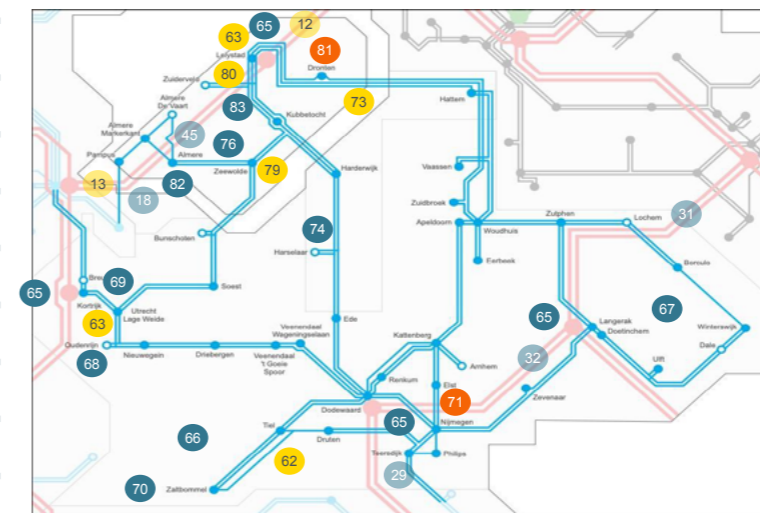 65
12
63
81
Lelystad
Dronten
80
Zuiderveld
73
Hattem
Almere
De Vaart
83
Kubbetocht
Almere
Markerkant
45
76
Pampus
Almere
Zeewolde
79
Harderwijk
Vaassen
13
82
18
Zuidbroek
31
Apeldoorn
Woudhuis
Zutphen
Lochem
74
Bunschoten
Harselaar
Eerbeek
Borculo
69
Soest
65
Kortrijk
67
65
63
Utrecht
Lage Weide
Ede
Langerak
Doetinchem
Winterswijk
Oudenrijn
Nieuwegein
Driebergen
Veenendaal
Wageningselaan
Veenendaal
't Goeie
Spoor
Kattenberg
Dale
32
68
Arnhem
Ulft
Renkum
Elst
Zevenaar
Dodewaard
71
Tiel
65
Nijmegen
66
Druten
62
Teersdijk
Philips
29
70
Zaltbommel